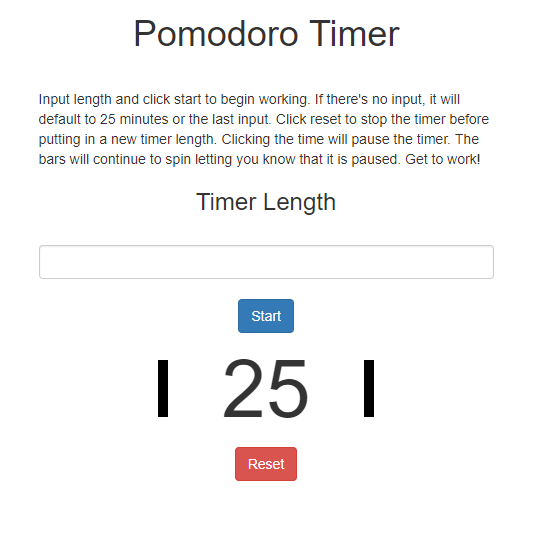 Pomodoro Timer
Input length and click start to begin working. If there's no input, it will
default to 25 minutes or the last input. Click reset to stop the timer before
putting in a new timer length. Clicking the time will pause the timer. The
bars will continue to spin letting you know that it is paused. Get to work!
Timer Length
Start
25
Reset